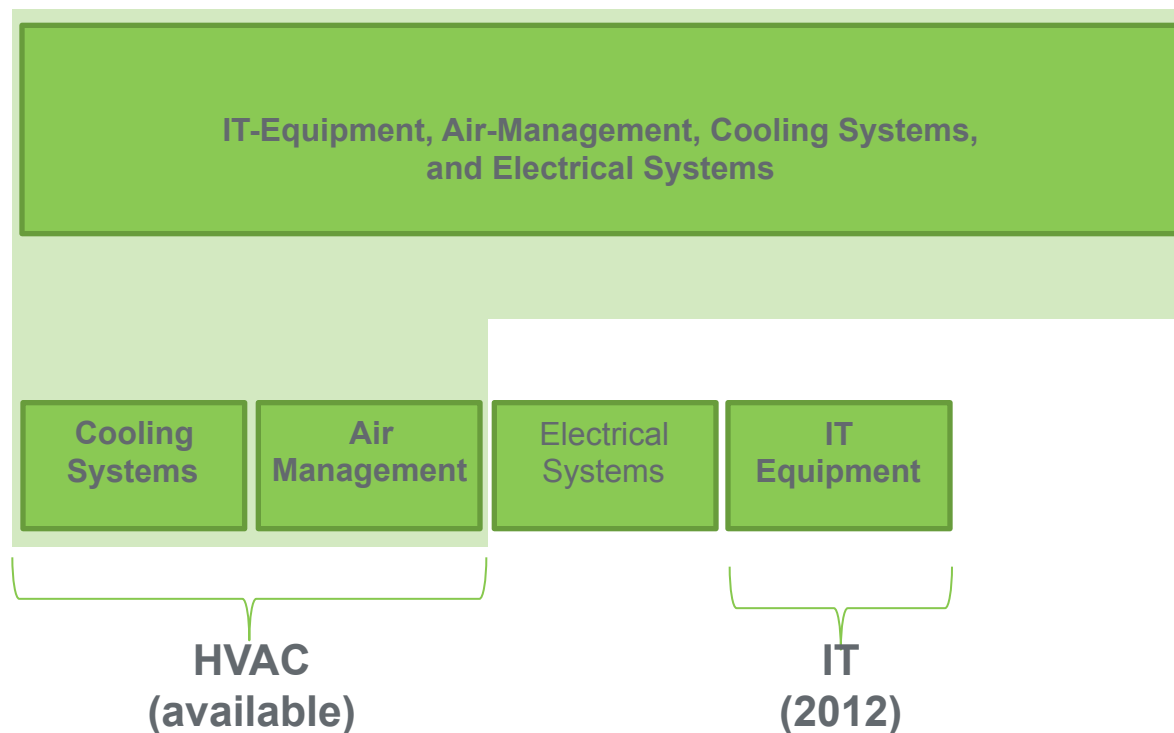 IT-Equipment, Air-Management, Cooling Systems,
and Electrical Systems
Cooling
Systems
Air
Management
Electrical
Systems
IT
Equipment
HVAC
(available)
IT
(2012)